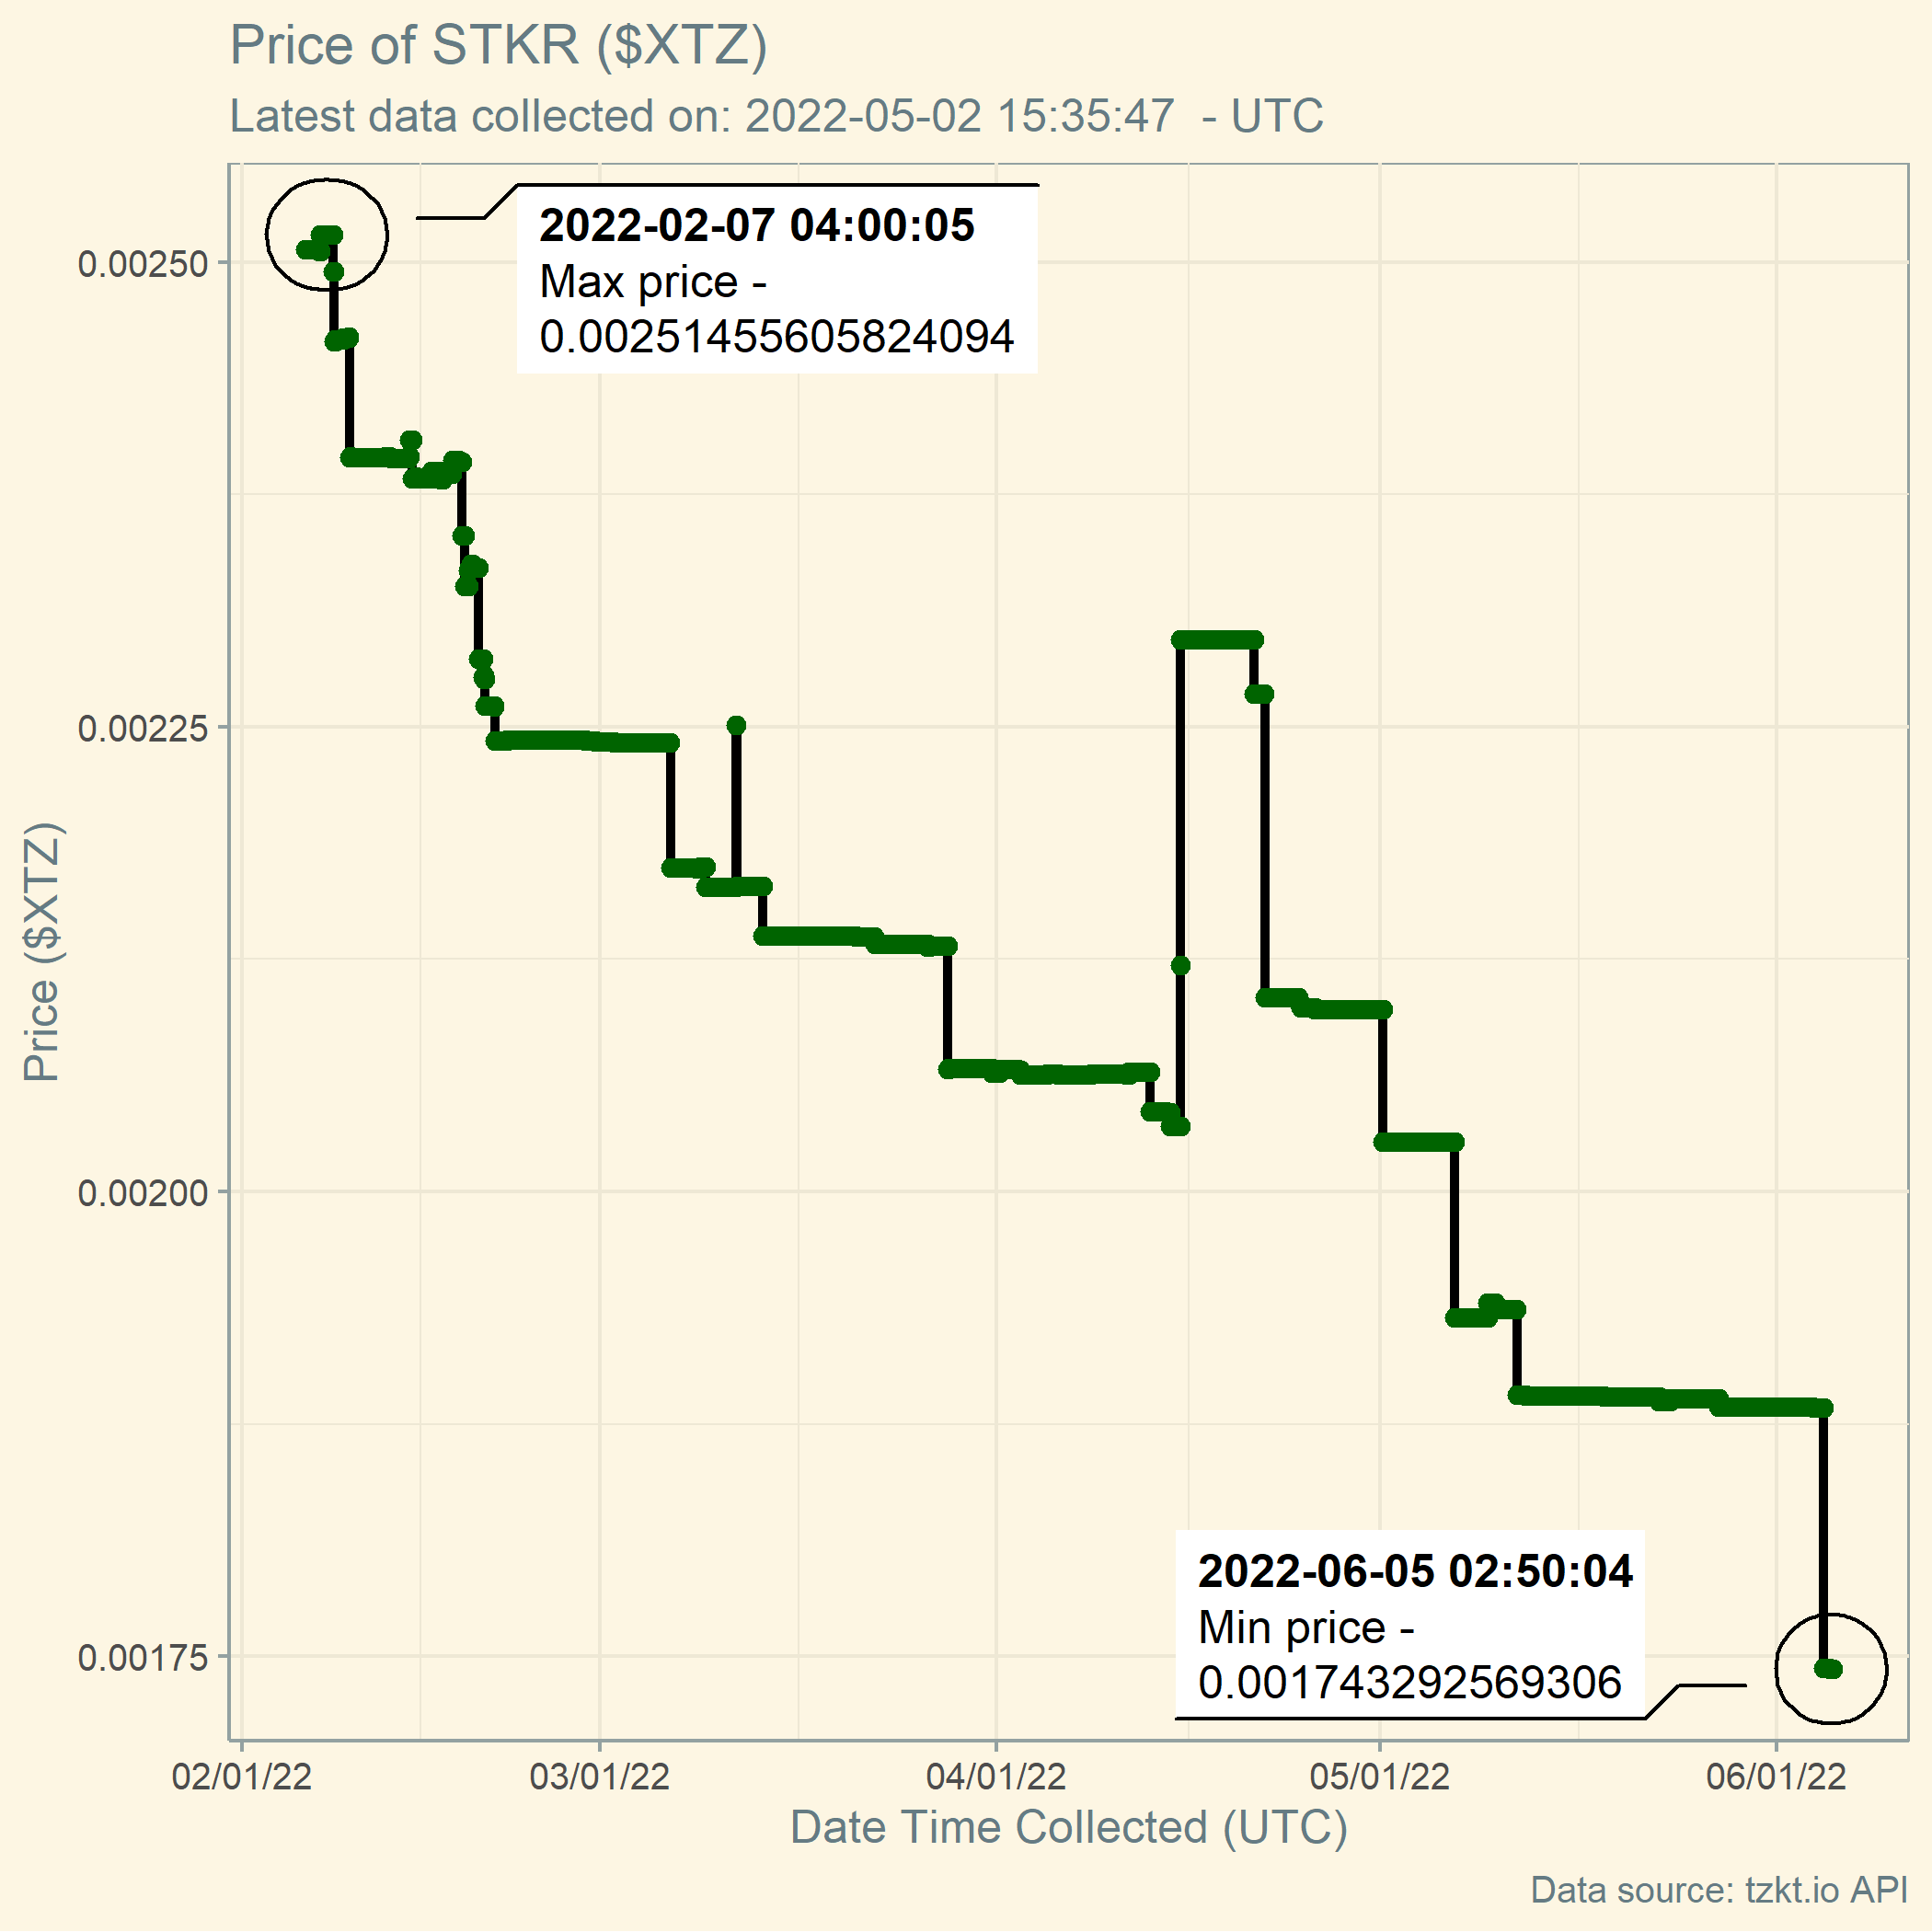 Price of STKR ($XTZ)
Latest data collected on: 2022-05-02 15:35:47  - UTC
2022-02-07 04:00:05
Max price -
0.00251455605824094
0.00250
0.00225
0.00200
0.00175
Price ($XTZ)
2022-06-05 02:50:04
Min price -
0.001743292569306
02/01/22
03/01/22
04/01/22
05/01/22
06/01/22
Date Time Collected (UTC)
Data source: tzkt.io API